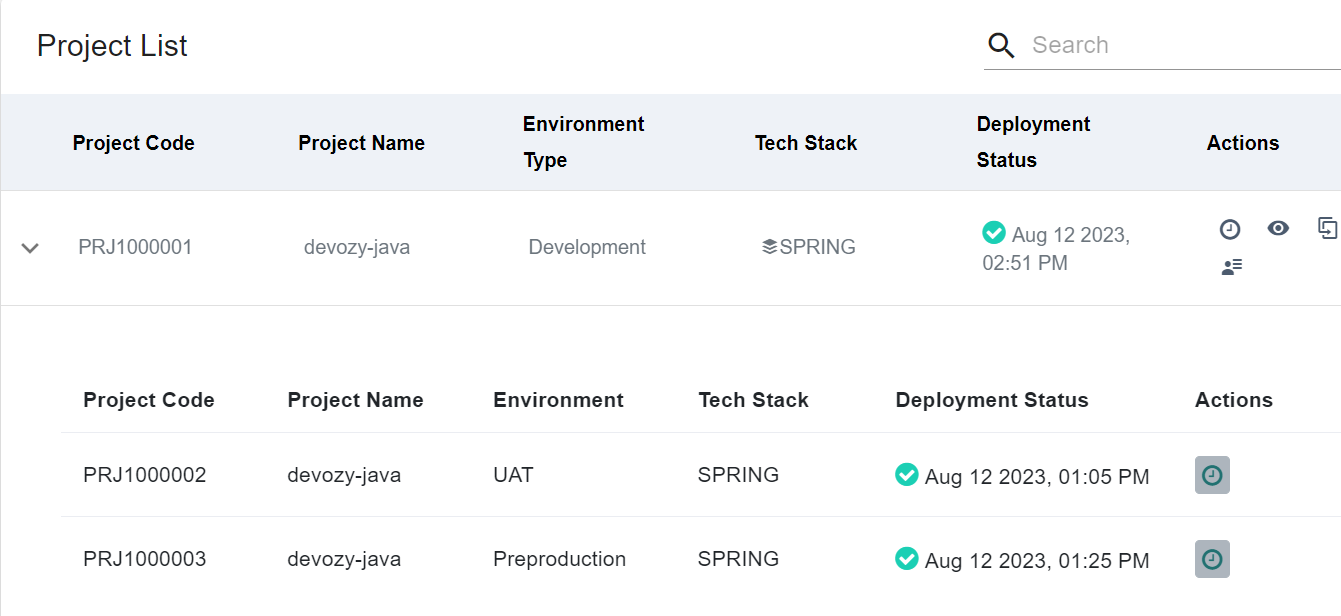 Project List
Search
Project Code Project Name Environment Type Tech Stack Deployment Status Actions
PRJ1000001 devozy-java Development SPRING Aug 12 2023, 02:51 PM
Project Code Project Name Environment Tech Stack Deployment Status Actions
PRJ1000002 devozy-java UAT SPRING Aug 12 2023, 01:05 PM
PRJ1000003 devozy-java Preproduction SPRING Aug 12 2023, 01:25 PM